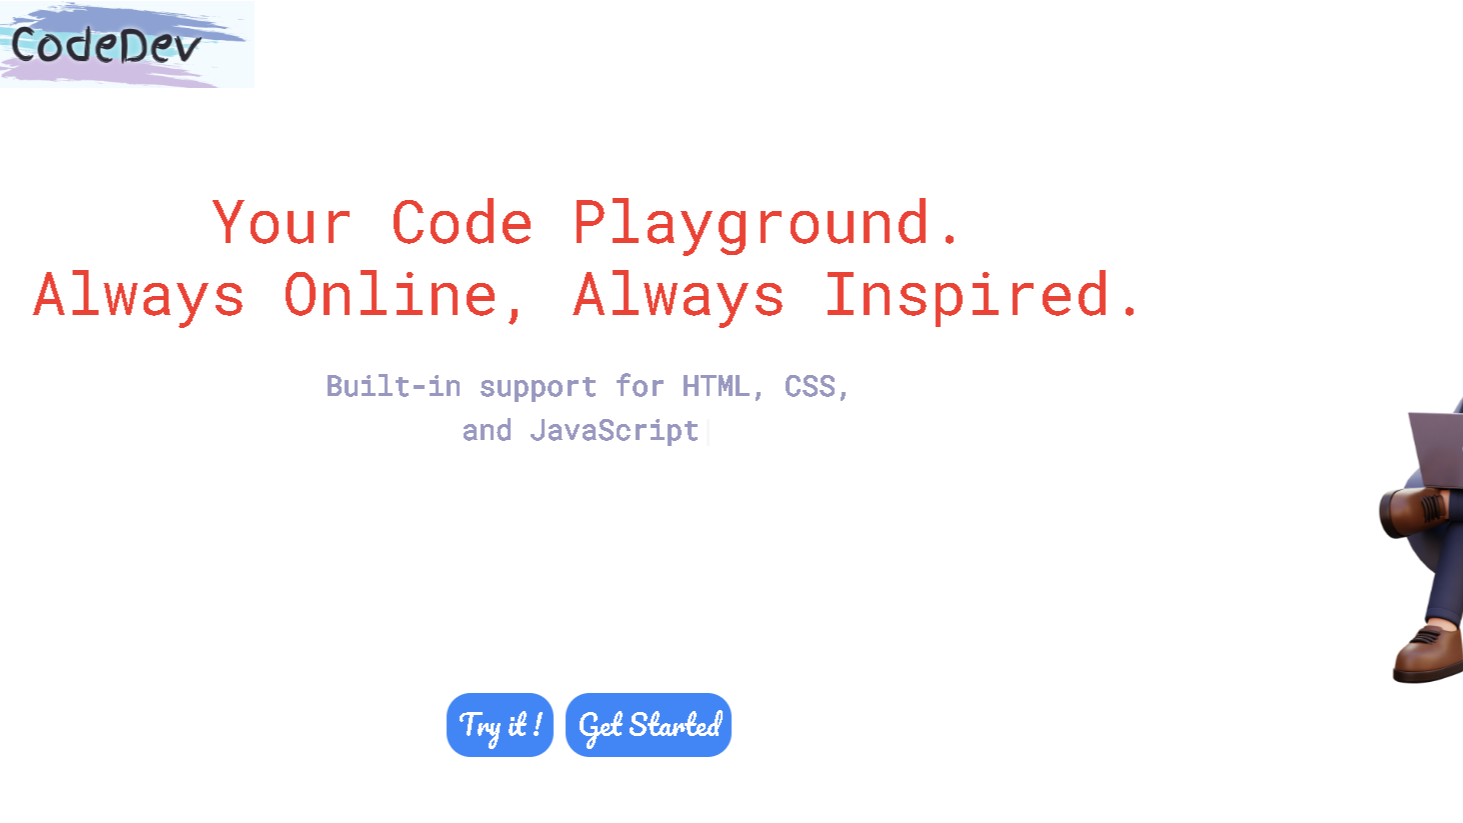 CodeDev
Your Code Playground.
Always Online, Always Inspired.
Built-in support for HTML, CSS,
and JavaScript
Try it !
Get Started